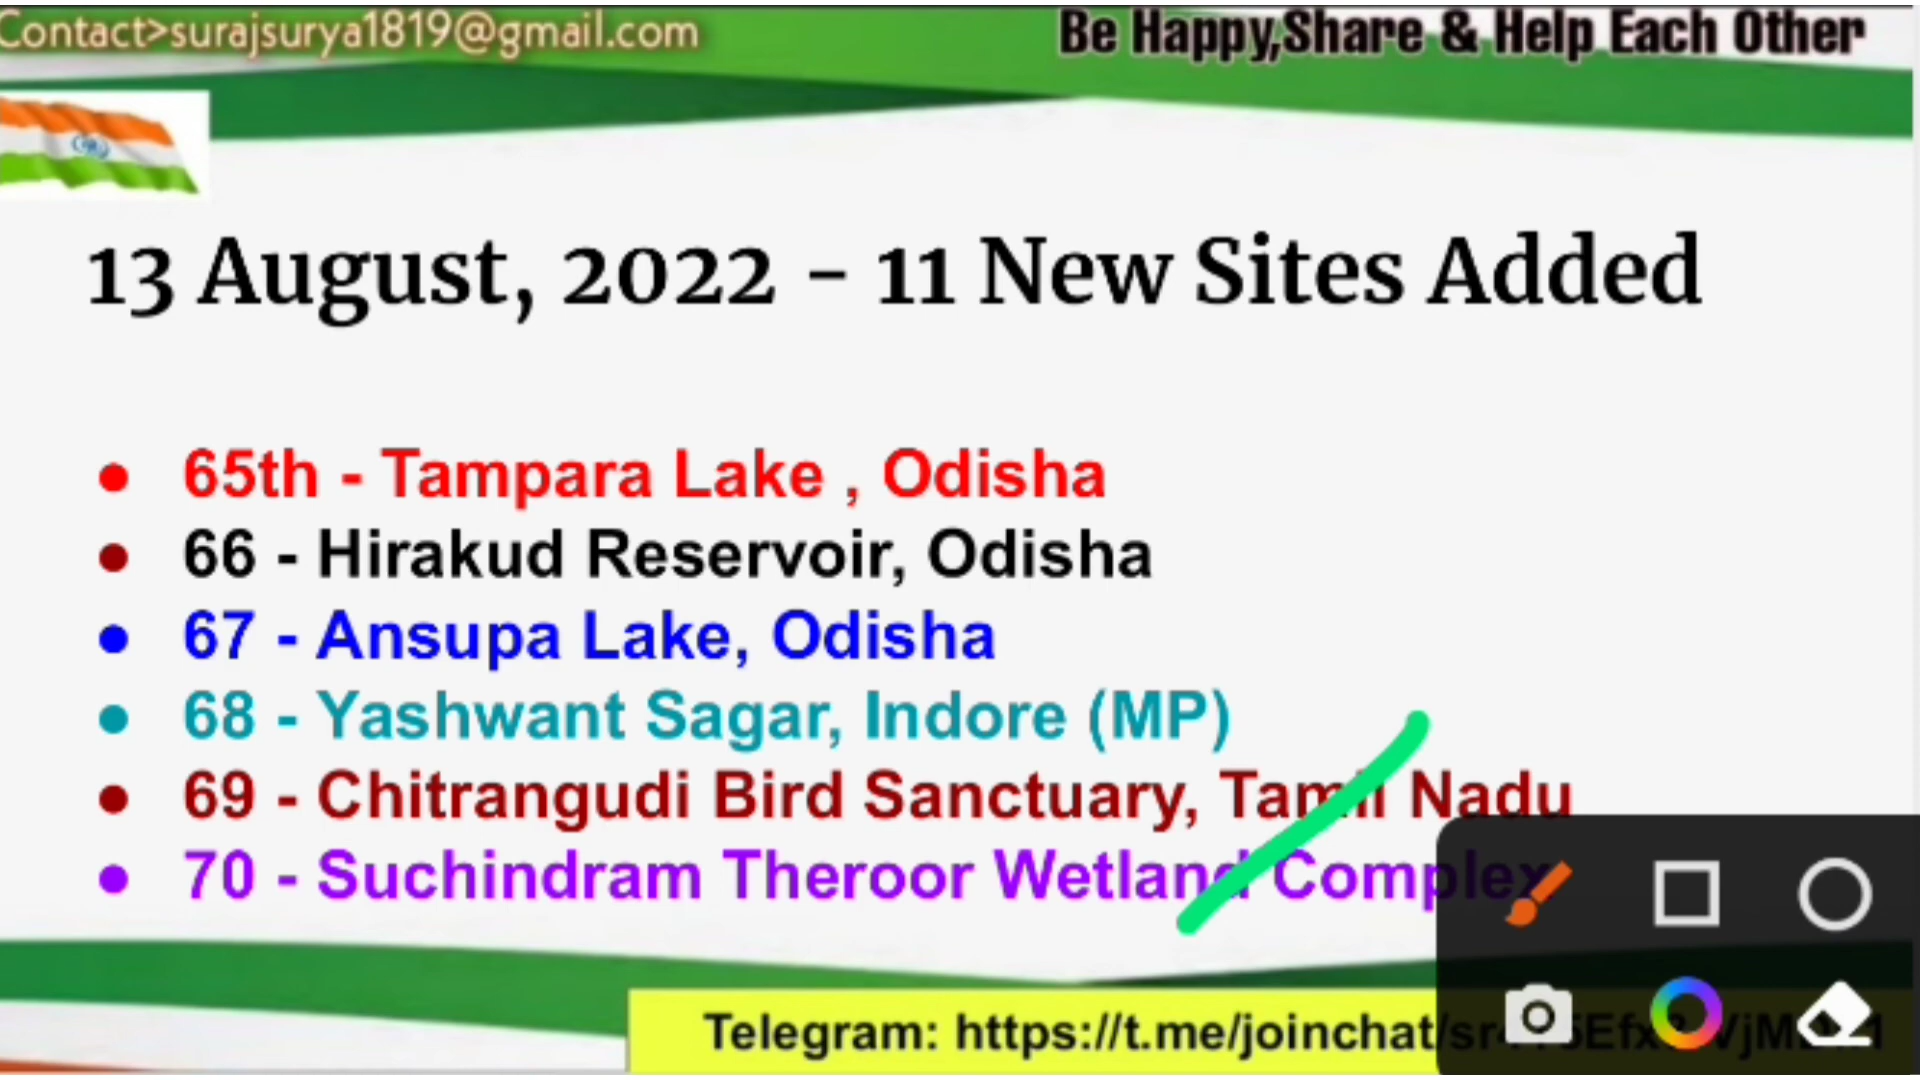 Contact>surajsurya1819@gmail.com
Be Happy,Share & Help Each Other
13 August, 2022 - 11 New Sites Added
65th - Tampara Lake , Odisha
66 - Hirakud Reservoir, Odisha
67 - Ansupa Lake, Odisha
68 - Yashwant Sagar, Indore (MP)
69 - Chitrangudi Bird Sanctuary, Tamil Nadu
70 - Suchindram Theroor Wetland Complex
Telegram: https://t.me/joinchat/